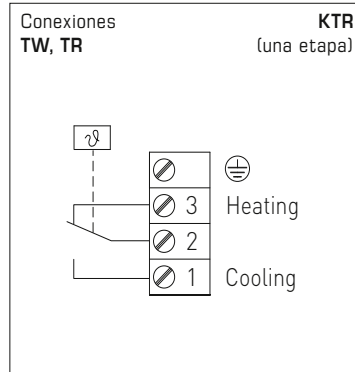 Conexiones KTR
TW, TR (una etapa)
ϑ
3 Heating
2
1 Cooling